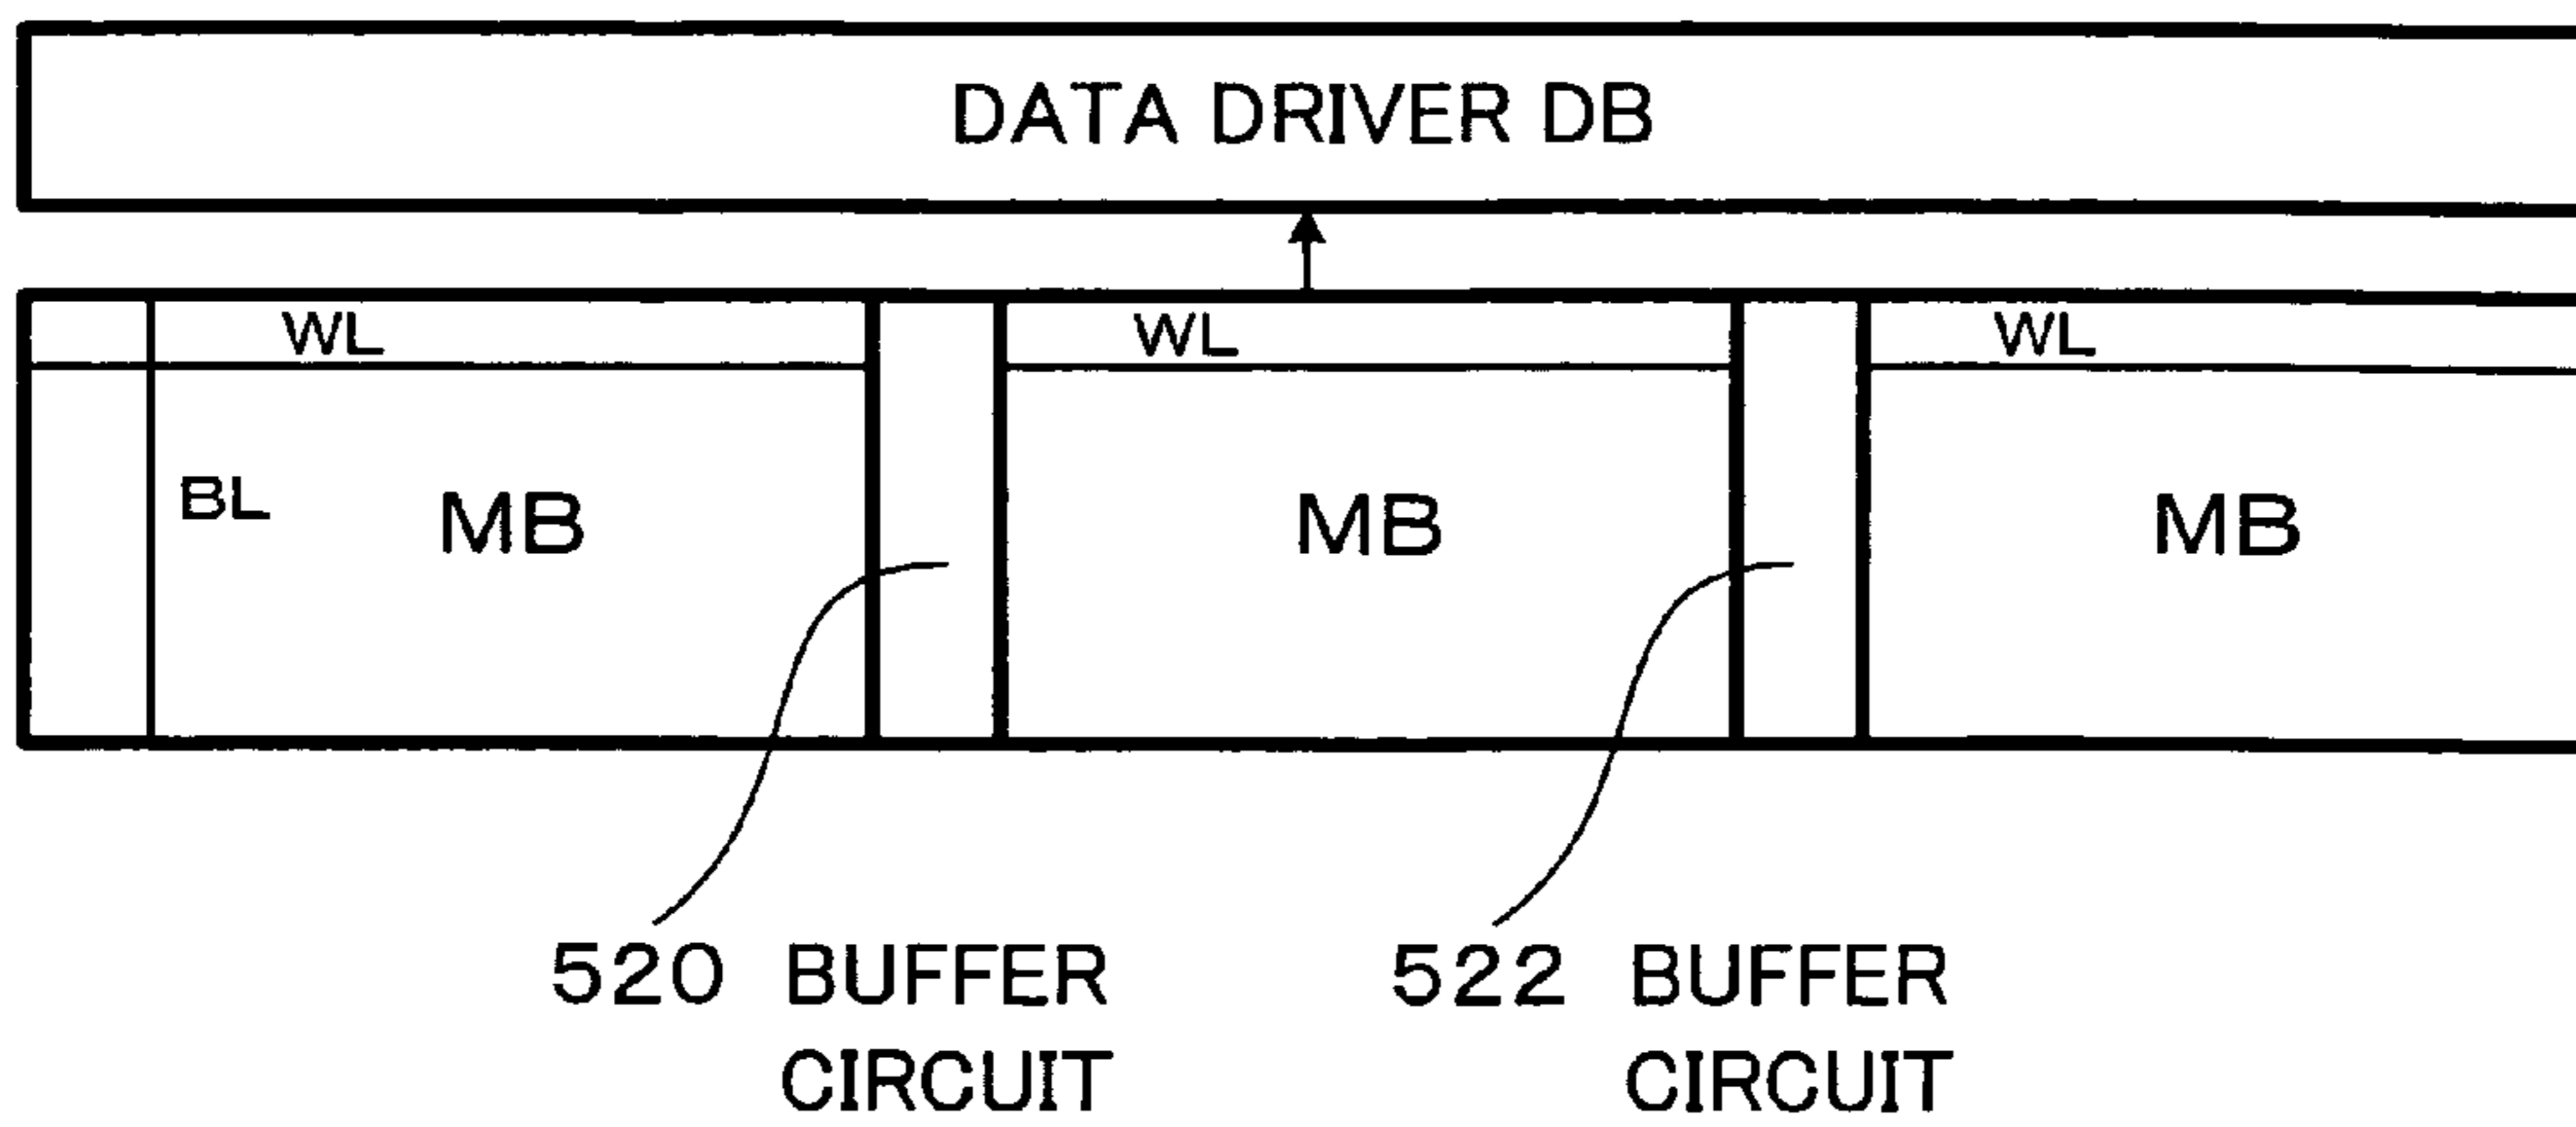 DATA DRIVER DB
WL WL WL
BL MB MB MB
520 BUFFER CIRCUIT
522 BUFFER CIRCUIT